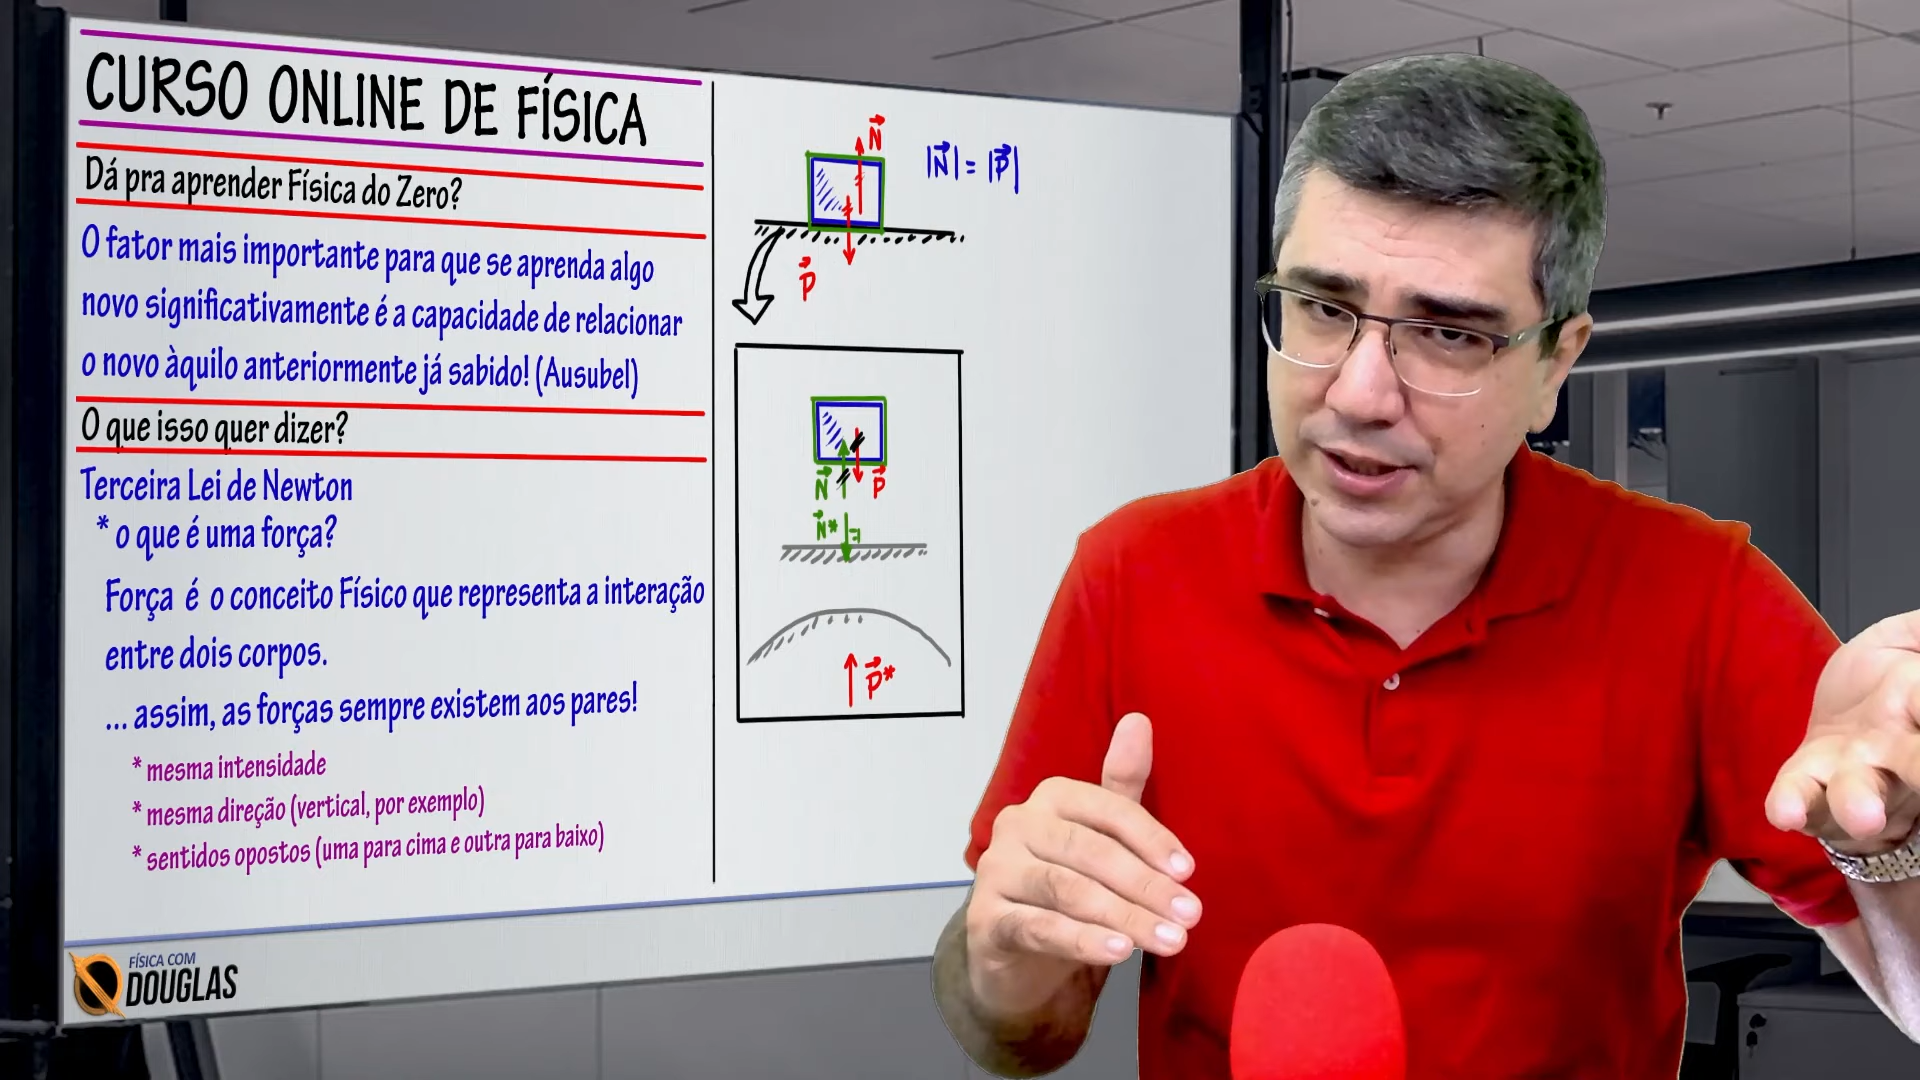 CURSO ONLINE DE FÍSICA
Dá pra aprender Física do Zero?
O fator mais importante para que se aprenda algo
novo significativamente é a capacidade de relacionar
o novo àquilo anteriormente já sabido! (Ausubel)
O que isso quer dizer?
Terceira Lei de Newton
* o que é uma força?
Força é o conceito Físico que representa a interação
entre dois corpos.
... assim, as forças sempre existem aos pares!
* mesma intensidade
* mesma direção (vertical, por exemplo)
* sentidos opostos (uma para cima e outra para baixo)
FÍSICA COM
DOUGLAS
N⃗
|N⃗| = |P⃗|
P⃗
N⃗ P⃗
N⃗*
P⃗*